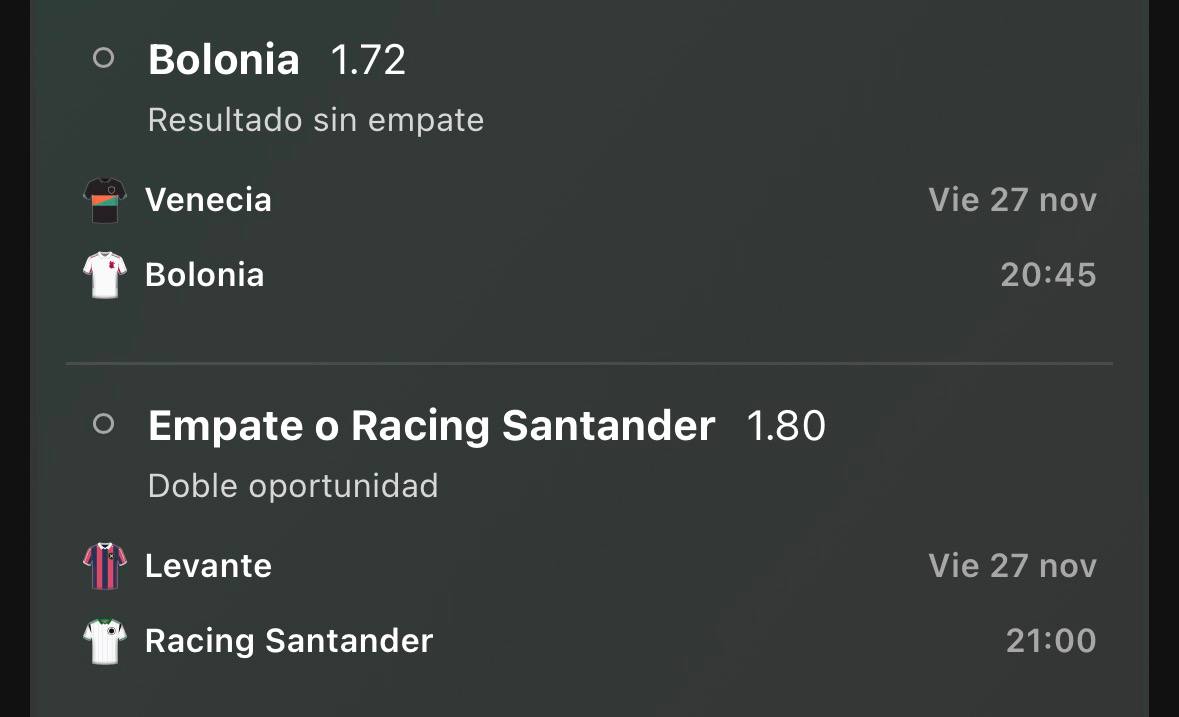 Bolonia 1.72
Resultado sin empate
Venecia Vie 27 nov
Bolonia 20:45
Empate o Racing Santander 1.80
Doble oportunidad
Levante Vie 27 nov
Racing Santander 21:00